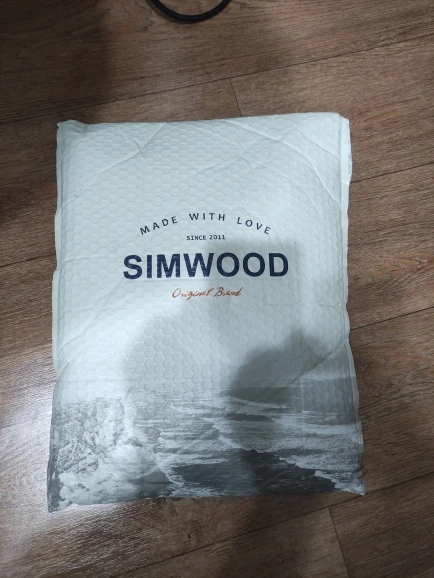 MADE WITH LOVE
SINCE 2011
SIMWOOD
Original Brand